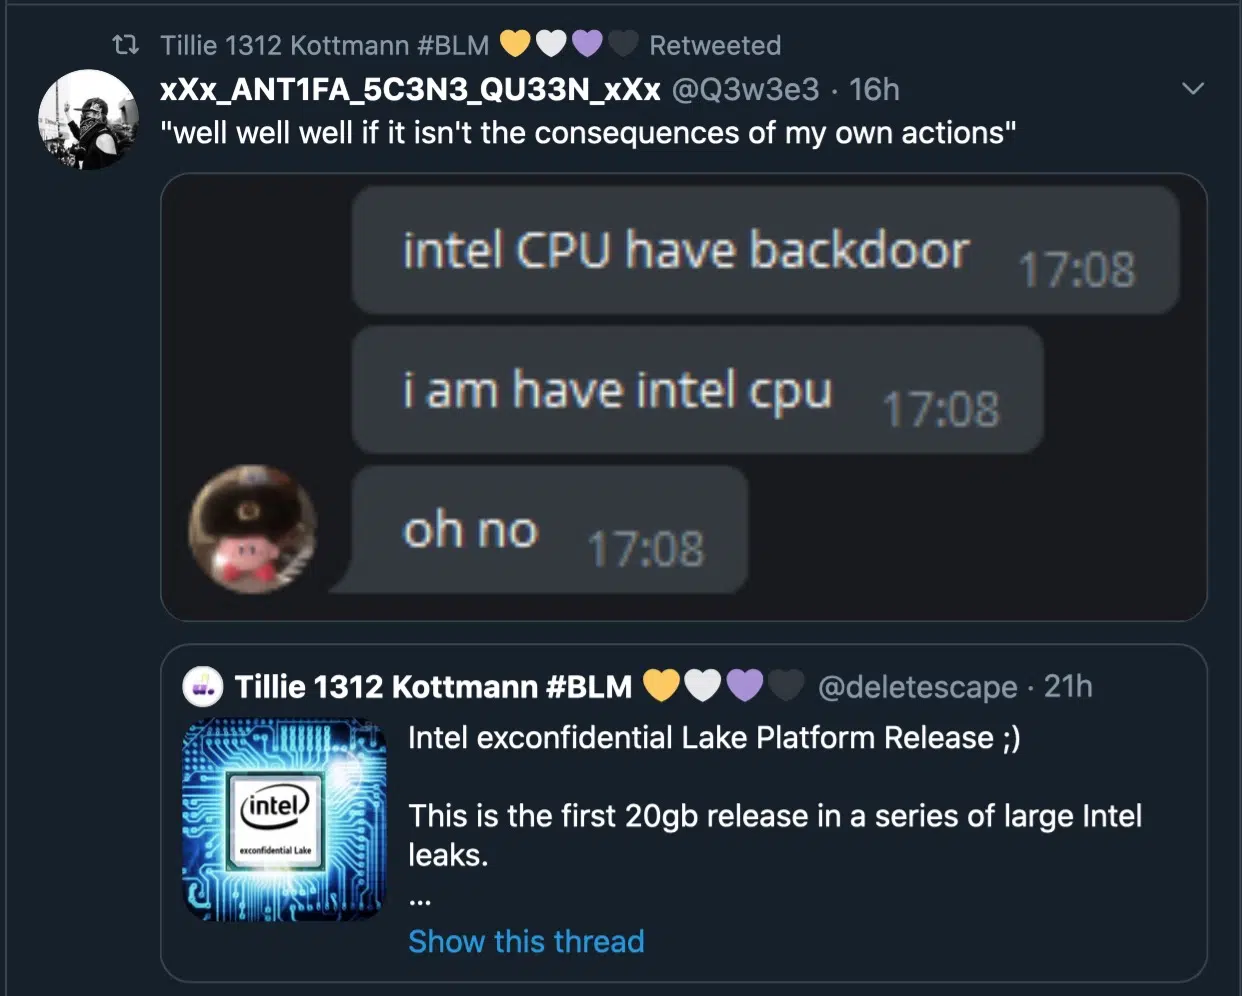 Tillie 1312 Kottmann #BLM 💛🤍💜🖤 Retweeted
xXx_ANT1FA_5C3N3_QU33N_xXx @Q3w3e3 · 16h
"well well well if it isn't the consequences of my own actions"
intel CPU have backdoor 17:08
i am have intel cpu 17:08
oh no 17:08
Tillie 1312 Kottmann #BLM 💛🤍💜🖤 @deletescape · 21h
Intel exconfidential Lake Platform Release ;)
This is the first 20gb release in a series of large Intel
leaks.
...
Show this thread
intel
exconfidential Lake